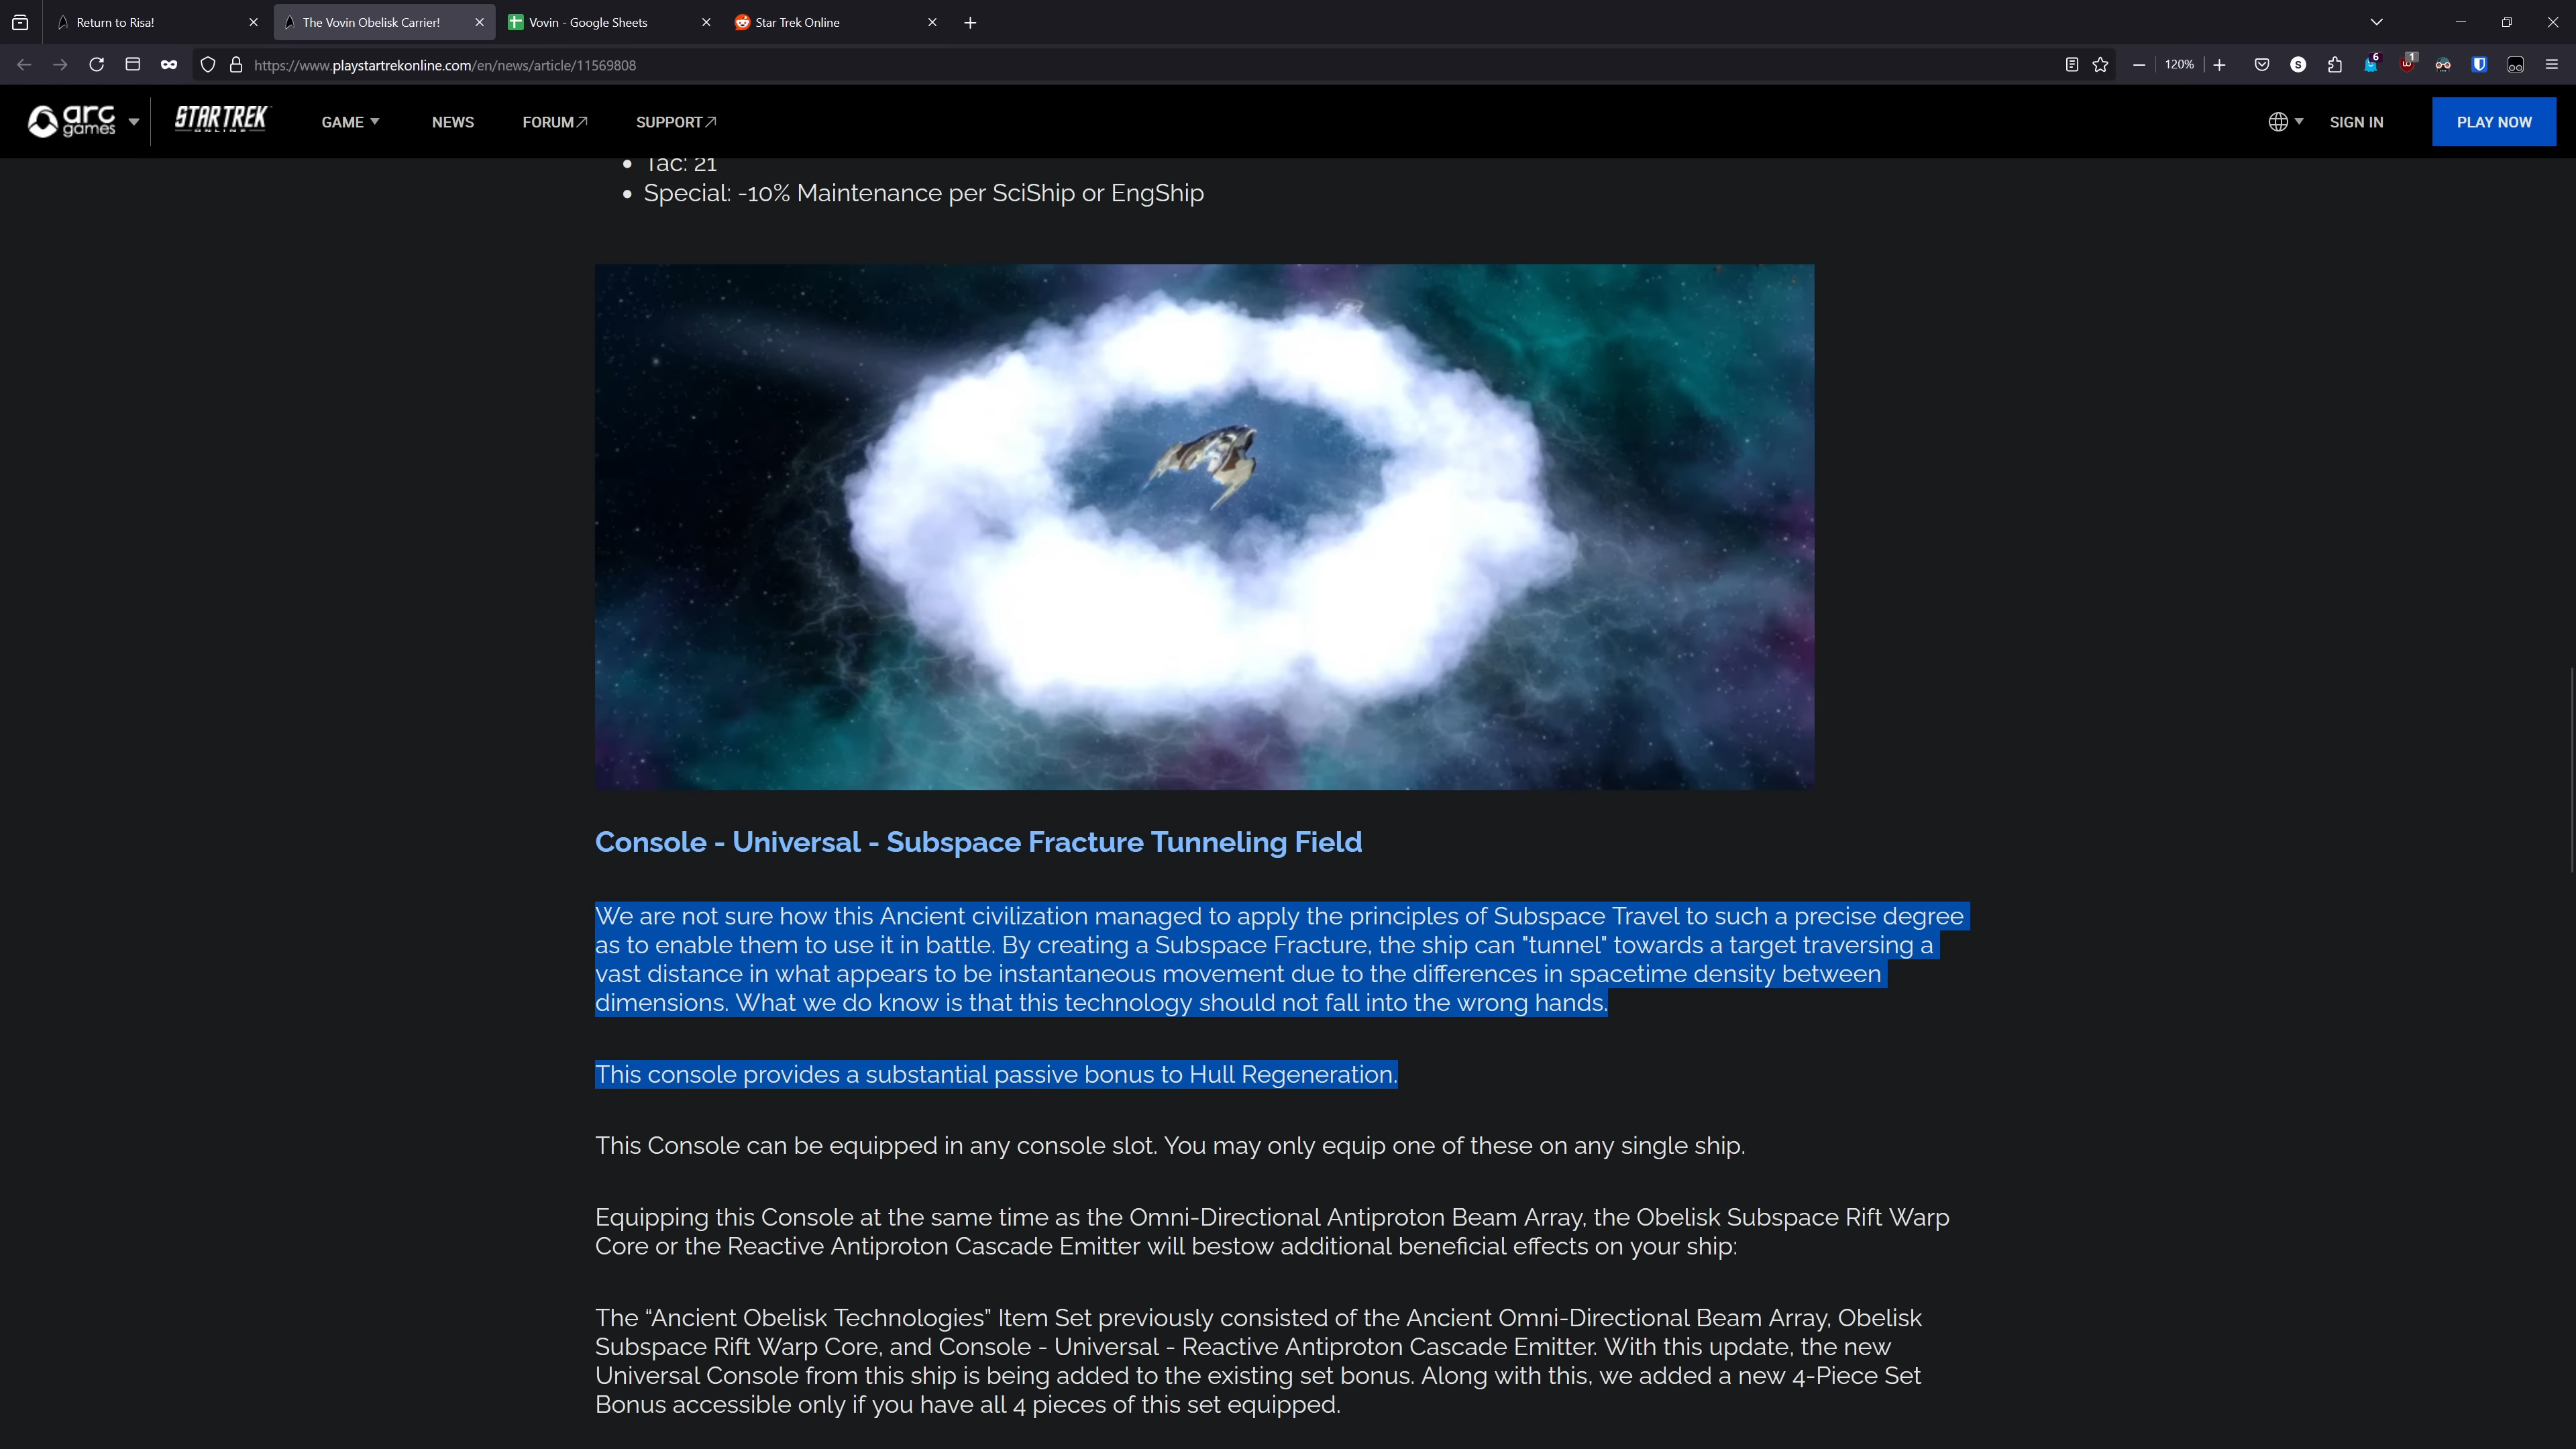 Return to Risa!
The Vovin Obelisk Carrier!
Vovin - Google Sheets
Star Trek Online
https://www.playstartrekonline.com/en/news/article/11569808
120%
S
6
1
arc games
STAR TREK ONLINE
GAME
NEWS
FORUM
SUPPORT
SIGN IN
PLAY NOW
Tac: 21
Special: -10% Maintenance per SciShip or EngShip
Console - Universal - Subspace Fracture Tunneling Field
We are not sure how this Ancient civilization managed to apply the principles of Subspace Travel to such a precise degree
as to enable them to use it in battle. By creating a Subspace Fracture, the ship can "tunnel" towards a target traversing a
vast distance in what appears to be instantaneous movement due to the differences in spacetime density between
dimensions. What we do know is that this technology should not fall into the wrong hands.
This console provides a substantial passive bonus to Hull Regeneration.
This Console can be equipped in any console slot. You may only equip one of these on any single ship.
Equipping this Console at the same time as the Omni-Directional Antiproton Beam Array, the Obelisk Subspace Rift Warp
Core or the Reactive Antiproton Cascade Emitter will bestow additional beneficial effects on your ship:
The “Ancient Obelisk Technologies” Item Set previously consisted of the Ancient Omni-Directional Beam Array, Obelisk
Subspace Rift Warp Core, and Console - Universal - Reactive Antiproton Cascade Emitter. With this update, the new
Universal Console from this ship is being added to the existing set bonus. Along with this, we added a new 4-Piece Set
Bonus accessible only if you have all 4 pieces of this set equipped.